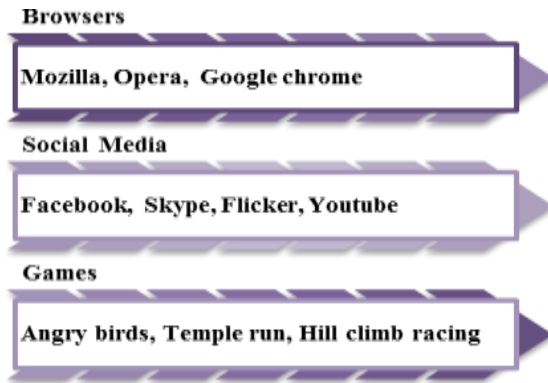 Browsers
Mozilla, Opera, Google chrome
Social Media
Facebook, Skype, Flicker, Youtube
Games
Angry birds, Temple run, Hill climb racing